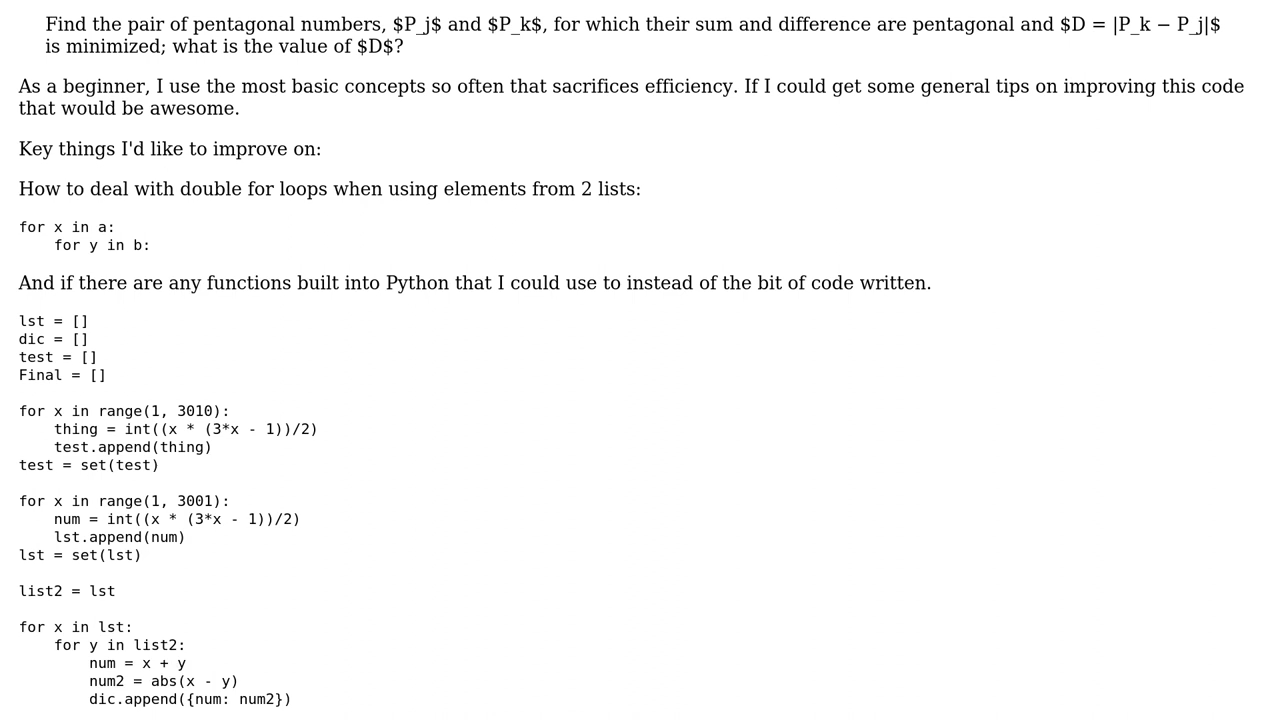 Find the pair of pentagonal numbers, $P_j$ and $P_k$, for which their sum and difference are pentagonal and $D = |P_k − P_j|$
is minimized; what is the value of $D$?
As a beginner, I use the most basic concepts so often that sacrifices efficiency. If I could get some general tips on improving this code
that would be awesome.
Key things I'd like to improve on:
How to deal with double for loops when using elements from 2 lists:
for x in a:
    for y in b:
And if there are any functions built into Python that I could use to instead of the bit of code written.
lst = []
dic = []
test = []
Final = []
for x in range(1, 3010):
    thing = int((x * (3*x - 1))/2)
    test.append(thing)
test = set(test)
for x in range(1, 3001):
    num = int((x * (3*x - 1))/2)
    lst.append(num)
lst = set(lst)
list2 = lst
for x in lst:
    for y in list2:
        num = x + y
        num2 = abs(x - y)
        dic.append({num: num2})